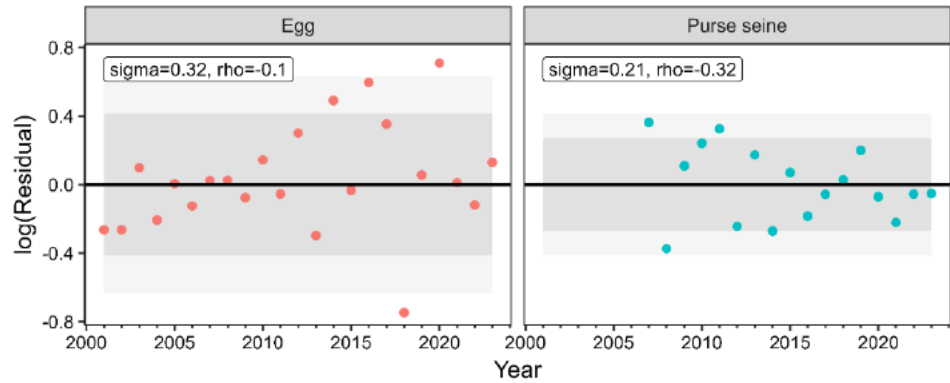 Egg
Purse seine
0.8
0.4
0.0
-0.4
-0.8
log(Residual)
sigma=0.32, rho=-0.1
sigma=0.21, rho=-0.32
2000 2005 2010 2015 2020
2000 2005 2010 2015 2020
Year